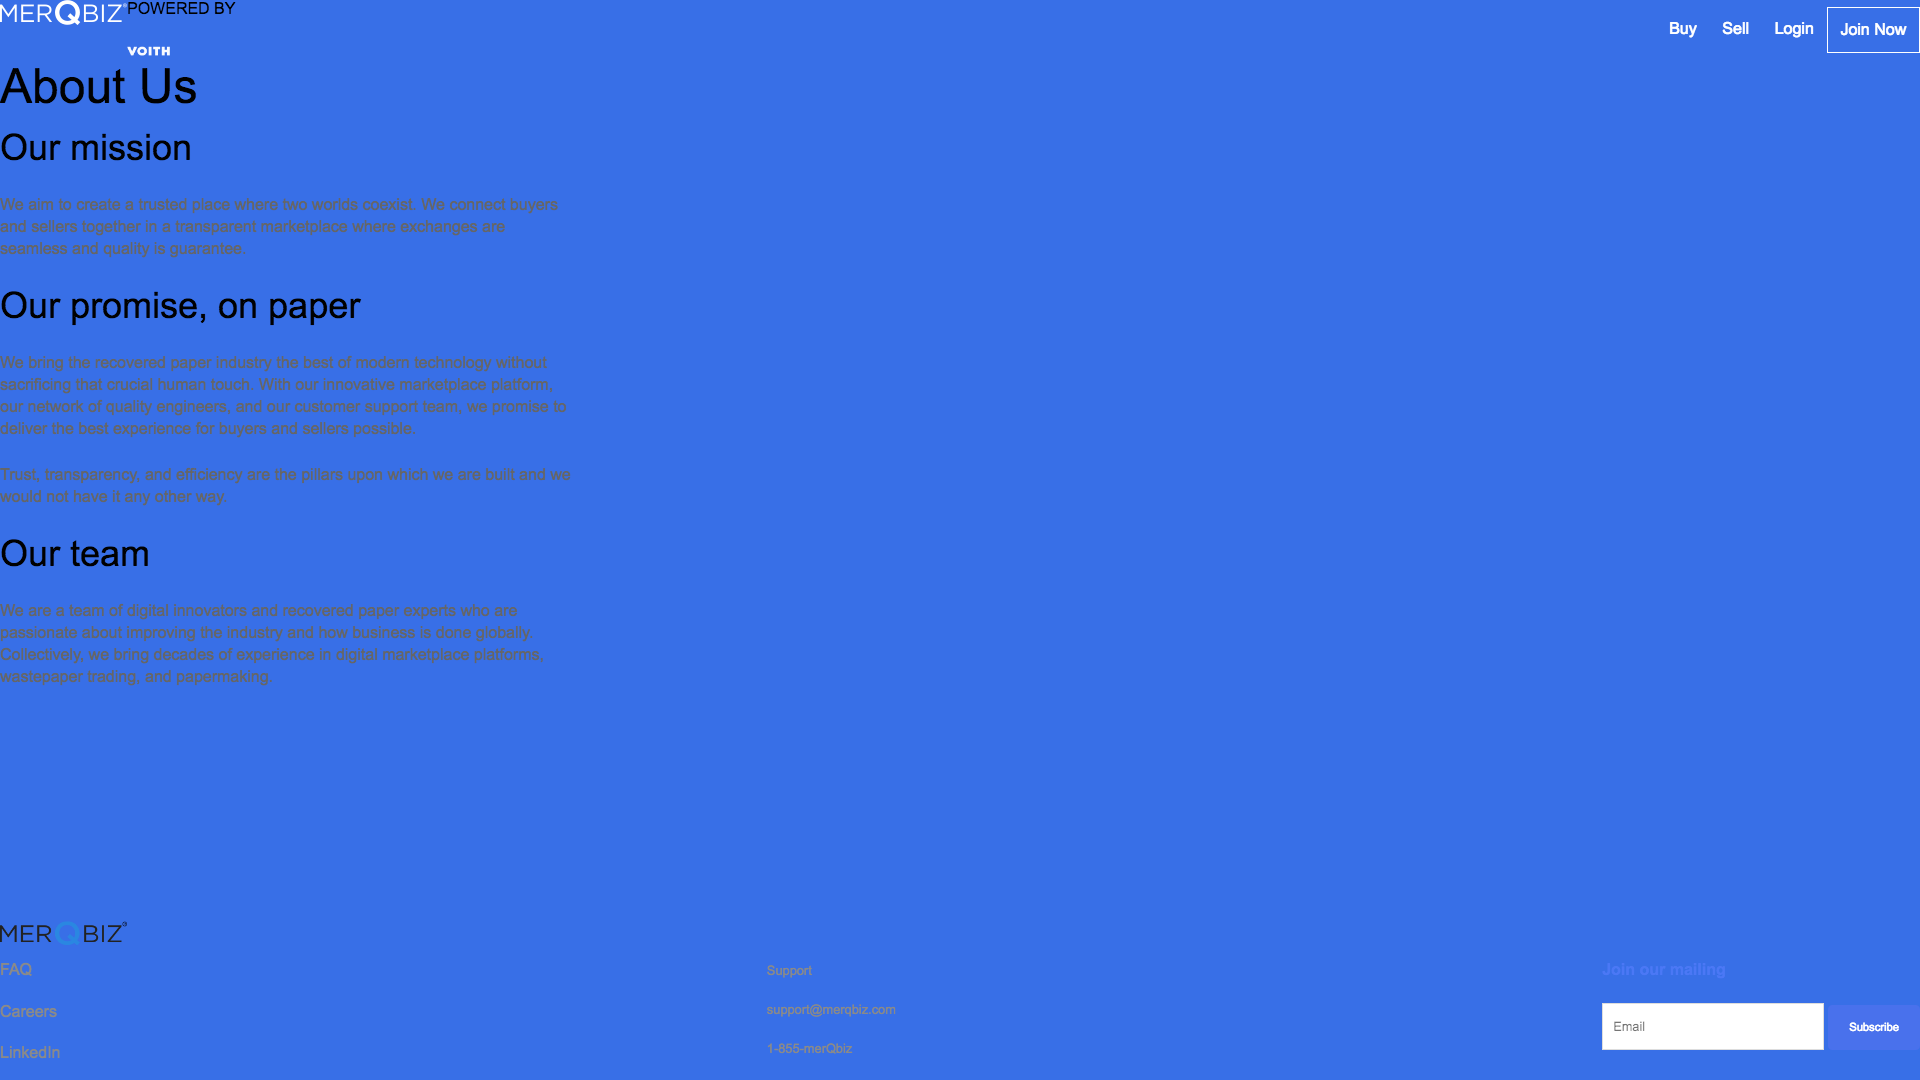 MERQBIZ®
POWERED BY
VOITH
Buy
Sell
Login
Join Now
About Us
Our mission
We aim to create a trusted place where two worlds coexist. We connect buyers
and sellers together in a transparent marketplace where exchanges are
seamless and quality is guarantee.
Our promise, on paper
We bring the recovered paper industry the best of modern technology without
sacrificing that crucial human touch. With our innovative marketplace platform,
our network of quality engineers, and our customer support team, we promise to
deliver the best experience for buyers and sellers possible.
Trust, transparency, and efficiency are the pillars upon which we are built and we
would not have it any other way.
Our team
We are a team of digital innovators and recovered paper experts who are
passionate about improving the industry and how business is done globally.
Collectively, we bring decades of experience in digital marketplace platforms,
wastepaper trading, and papermaking.
MERQBIZ®
FAQ
Careers
LinkedIn
Support
support@merqbiz.com
1-855-merQbiz
Join our mailing
Email
Subscribe